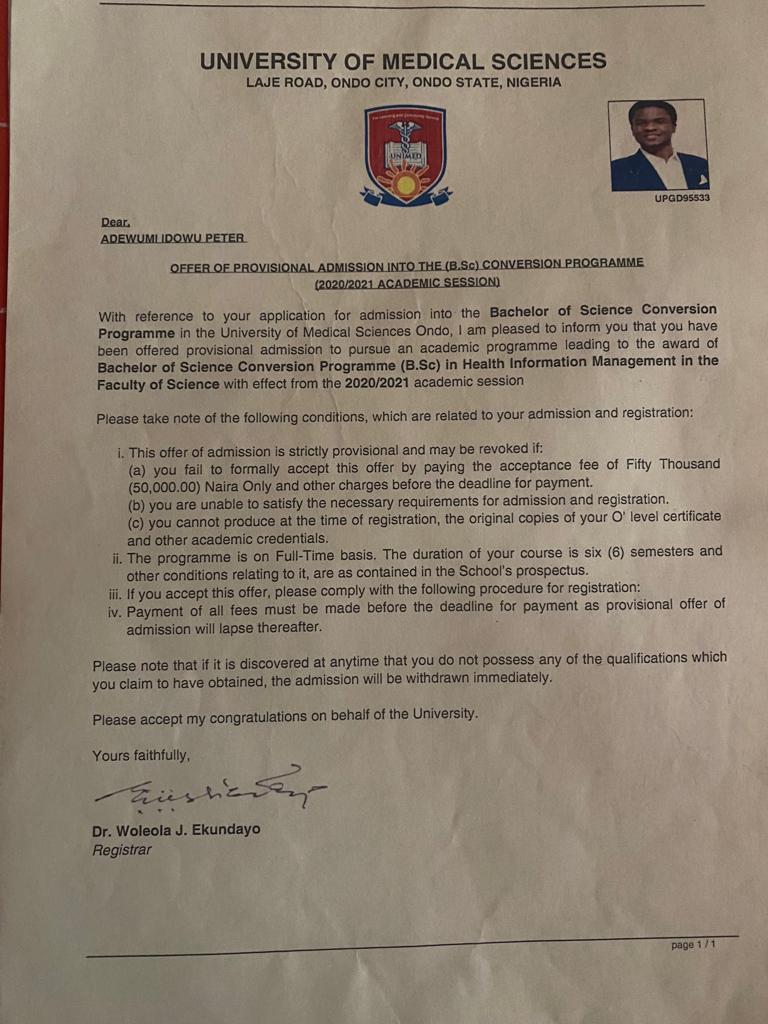 UNIVERSITY OF MEDICAL SCIENCES
LAJE ROAD, ONDO CITY, ONDO STATE, NIGERIA
For Learning and Community Service
UNIMED
UPGD95533
Dear,
ADEWUMI IDOWU PETER
OFFER OF PROVISIONAL ADMISSION INTO THE (B.Sc) CONVERSION PROGRAMME
(2020/2021 ACADEMIC SESSION)
With reference to your application for admission into the Bachelor of Science Conversion
Programme in the University of Medical Sciences Ondo, I am pleased to inform you that you have
been offered provisional admission to pursue an academic programme leading to the award of
Bachelor of Science Conversion Programme (B.Sc) in Health Information Management in the
Faculty of Science with effect from the 2020/2021 academic session
Please take note of the following conditions, which are related to your admission and registration:
i. This offer of admission is strictly provisional and may be revoked if:
(a) you fail to formally accept this offer by paying the acceptance fee of Fifty Thousand
(50,000.00) Naira Only and other charges before the deadline for payment.
(b) you are unable to satisfy the necessary requirements for admission and registration.
(c) you cannot produce at the time of registration, the original copies of your O' level certificate
and other academic credentials.
ii. The programme is on Full-Time basis. The duration of your course is six (6) semesters and
other conditions relating to it, are as contained in the School's prospectus.
iii. If you accept this offer, please comply with the following procedure for registration:
iv. Payment of all fees must be made before the deadline for payment as provisional offer of
admission will lapse thereafter.
Please note that if it is discovered at anytime that you do not possess any of the qualifications which
you claim to have obtained, the admission will be withdrawn immediately.
Please accept my congratulations on behalf of the University.
Yours faithfully,
Dr. Woleola J. Ekundayo
Registrar
page 1 / 1